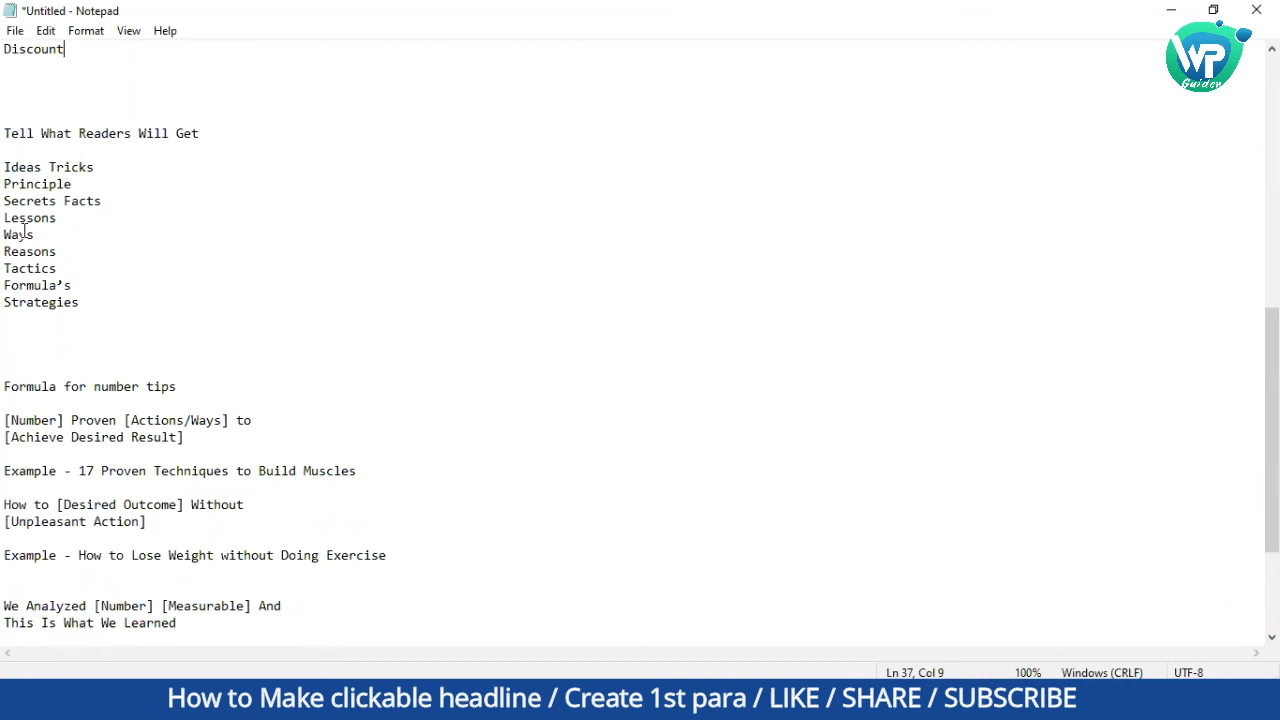 *Untitled - Notepad
File Edit Format View Help
Discount
WP
Guider
Tell What Readers Will Get
Ideas Tricks
Principle
Secrets Facts
Lessons
Ways
Reasons
Tactics
Formula’s
Strategies
Formula for number tips
[Number] Proven [Actions/Ways] to
[Achieve Desired Result]
Example - 17 Proven Techniques to Build Muscles
How to [Desired Outcome] Without
[Unpleasant Action]
Example - How to Lose Weight without Doing Exercise
We Analyzed [Number] [Measurable] And
This Is What We Learned
Ln 37, Col 9 100% Windows (CRLF) UTF-8
How to Make clickable headline / Create 1st para / LIKE / SHARE / SUBSCRIBE